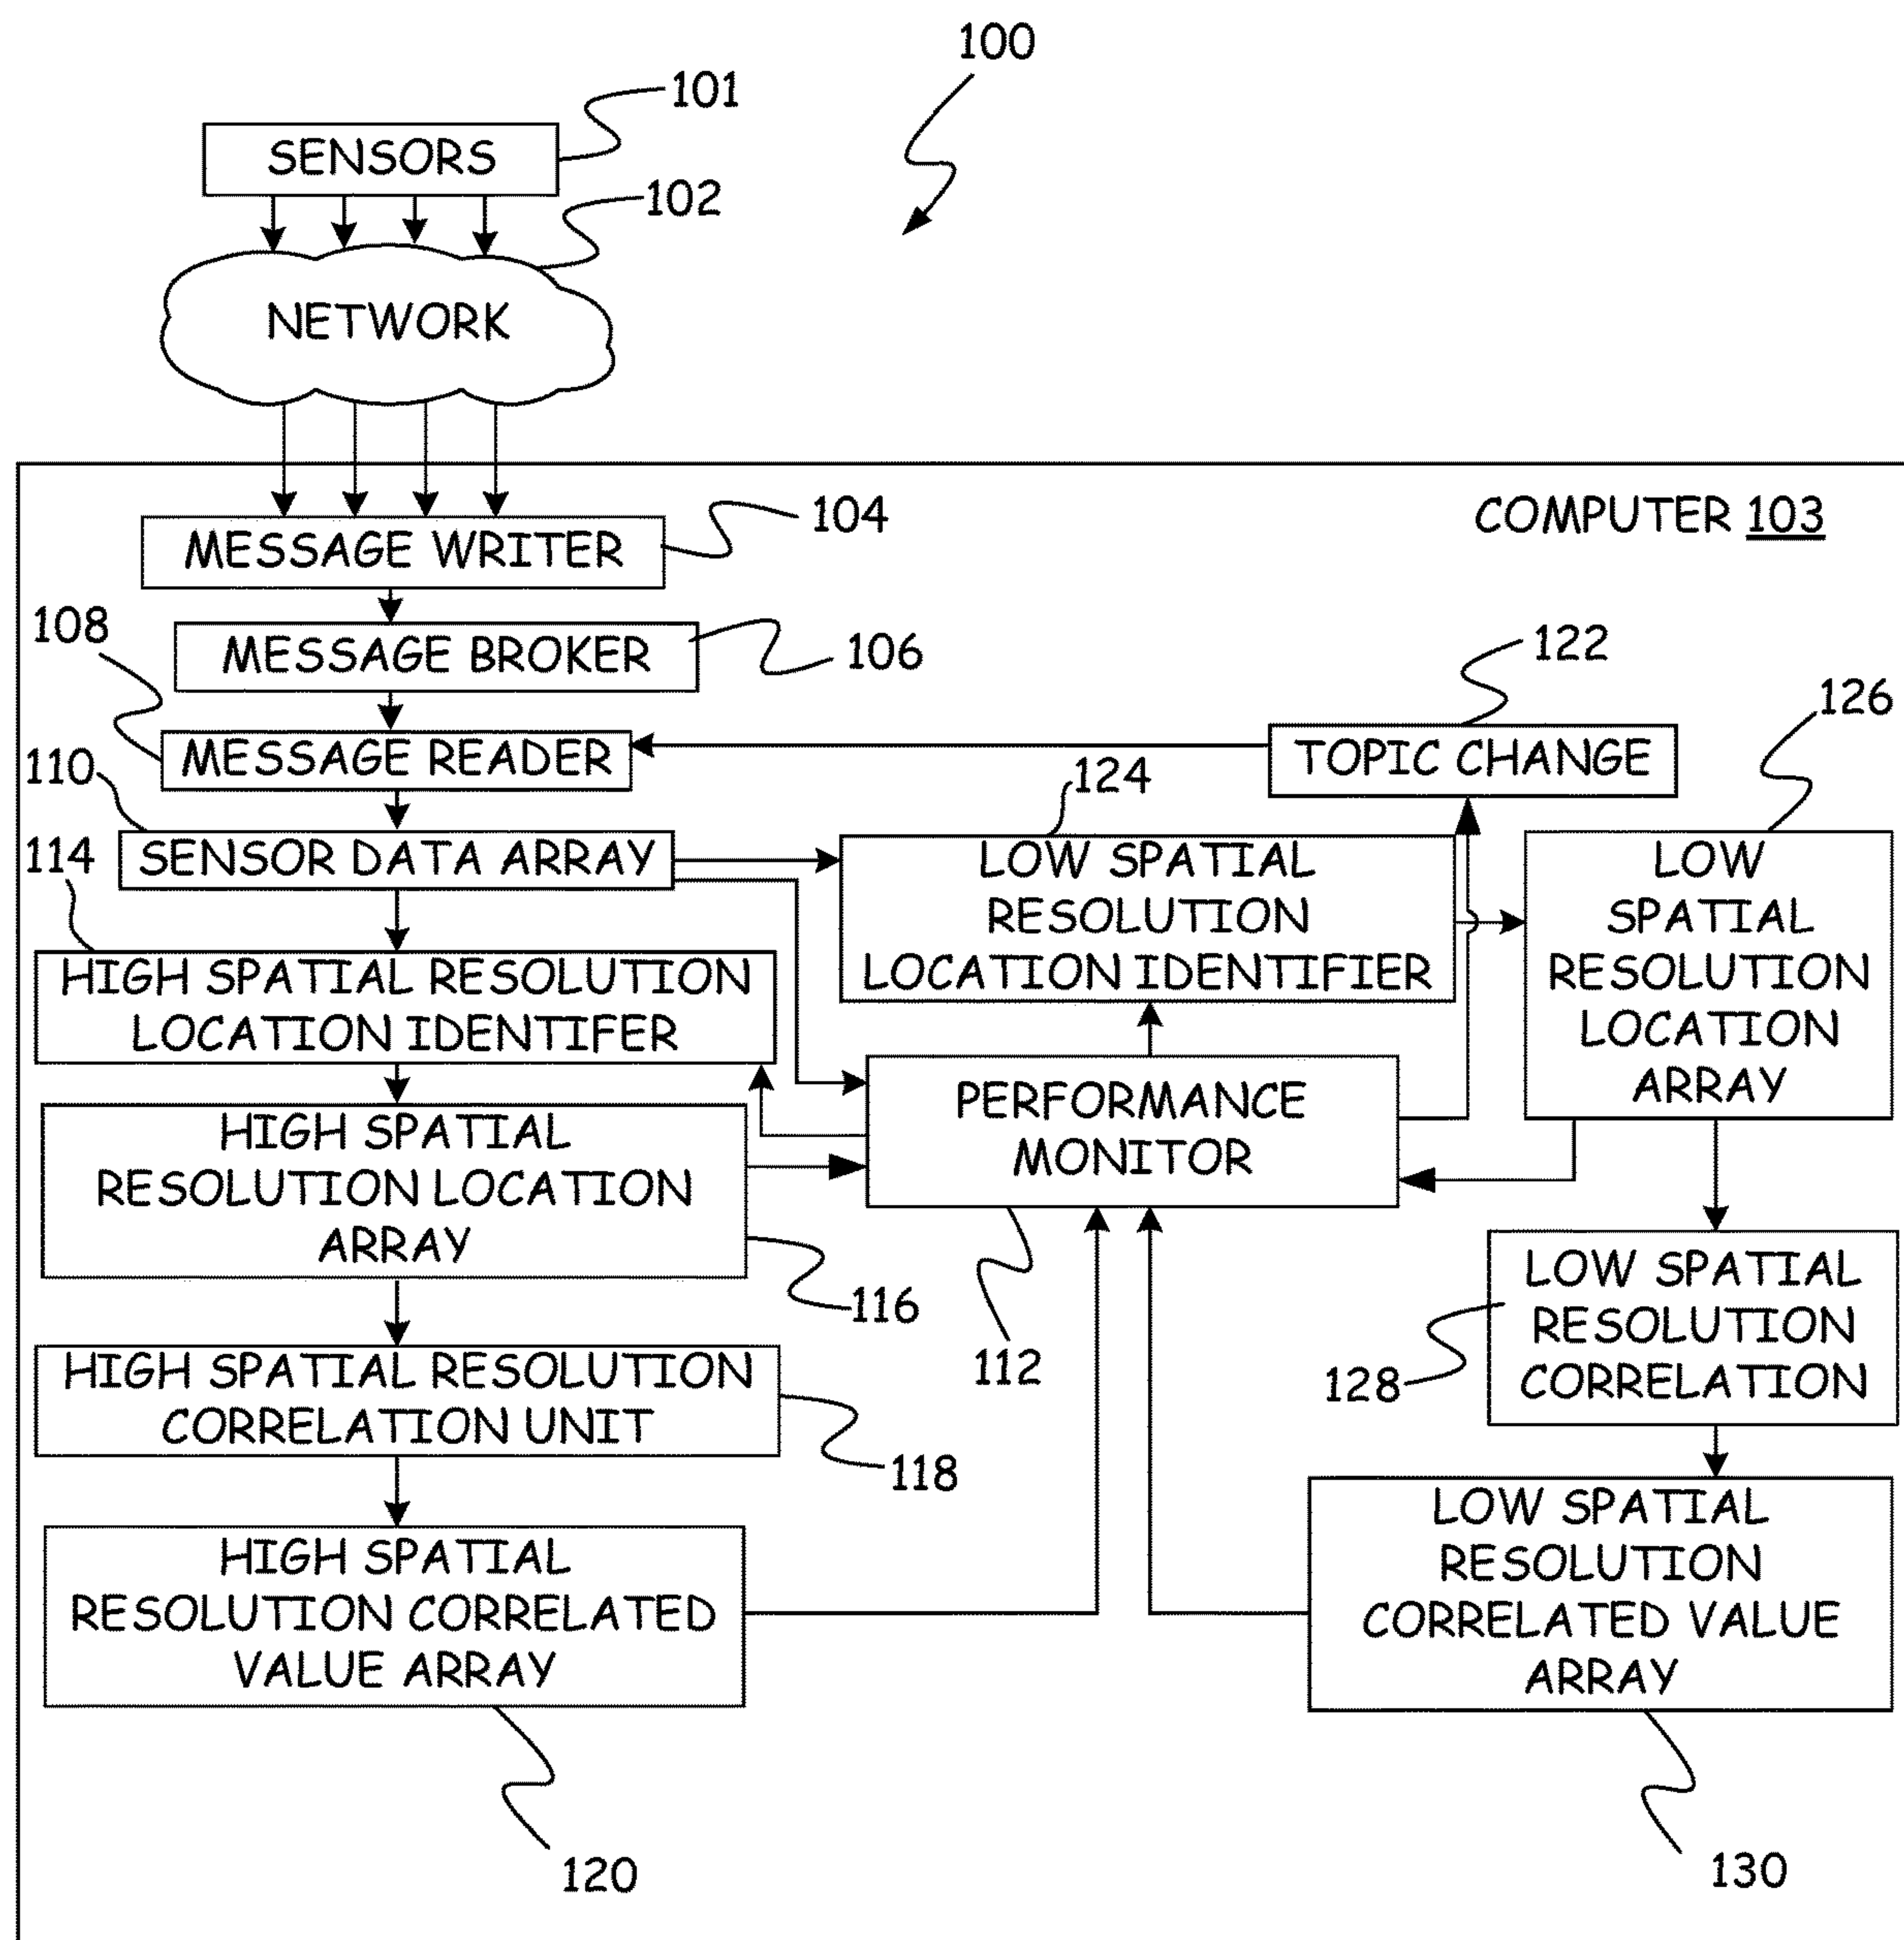 100
101
SENSORS
102
NETWORK
COMPUTER 103
104
MESSAGE WRITER
108
MESSAGE BROKER
106
122
126
110
MESSAGE READER
TOPIC CHANGE
124
114
SENSOR DATA ARRAY
LOW SPATIAL
RESOLUTION
LOCATION IDENTIFIER
LOW
SPATIAL
RESOLUTION
LOCATION
ARRAY
HIGH SPATIAL RESOLUTION
LOCATION IDENTIFER
PERFORMANCE
MONITOR
HIGH SPATIAL
RESOLUTION LOCATION
ARRAY
116
112
LOW SPATIAL
RESOLUTION
CORRELATION
128
HIGH SPATIAL RESOLUTION
CORRELATION UNIT
118
HIGH SPATIAL
RESOLUTION CORRELATED
VALUE ARRAY
LOW SPATIAL
RESOLUTION
CORRELATED VALUE
ARRAY
120
130